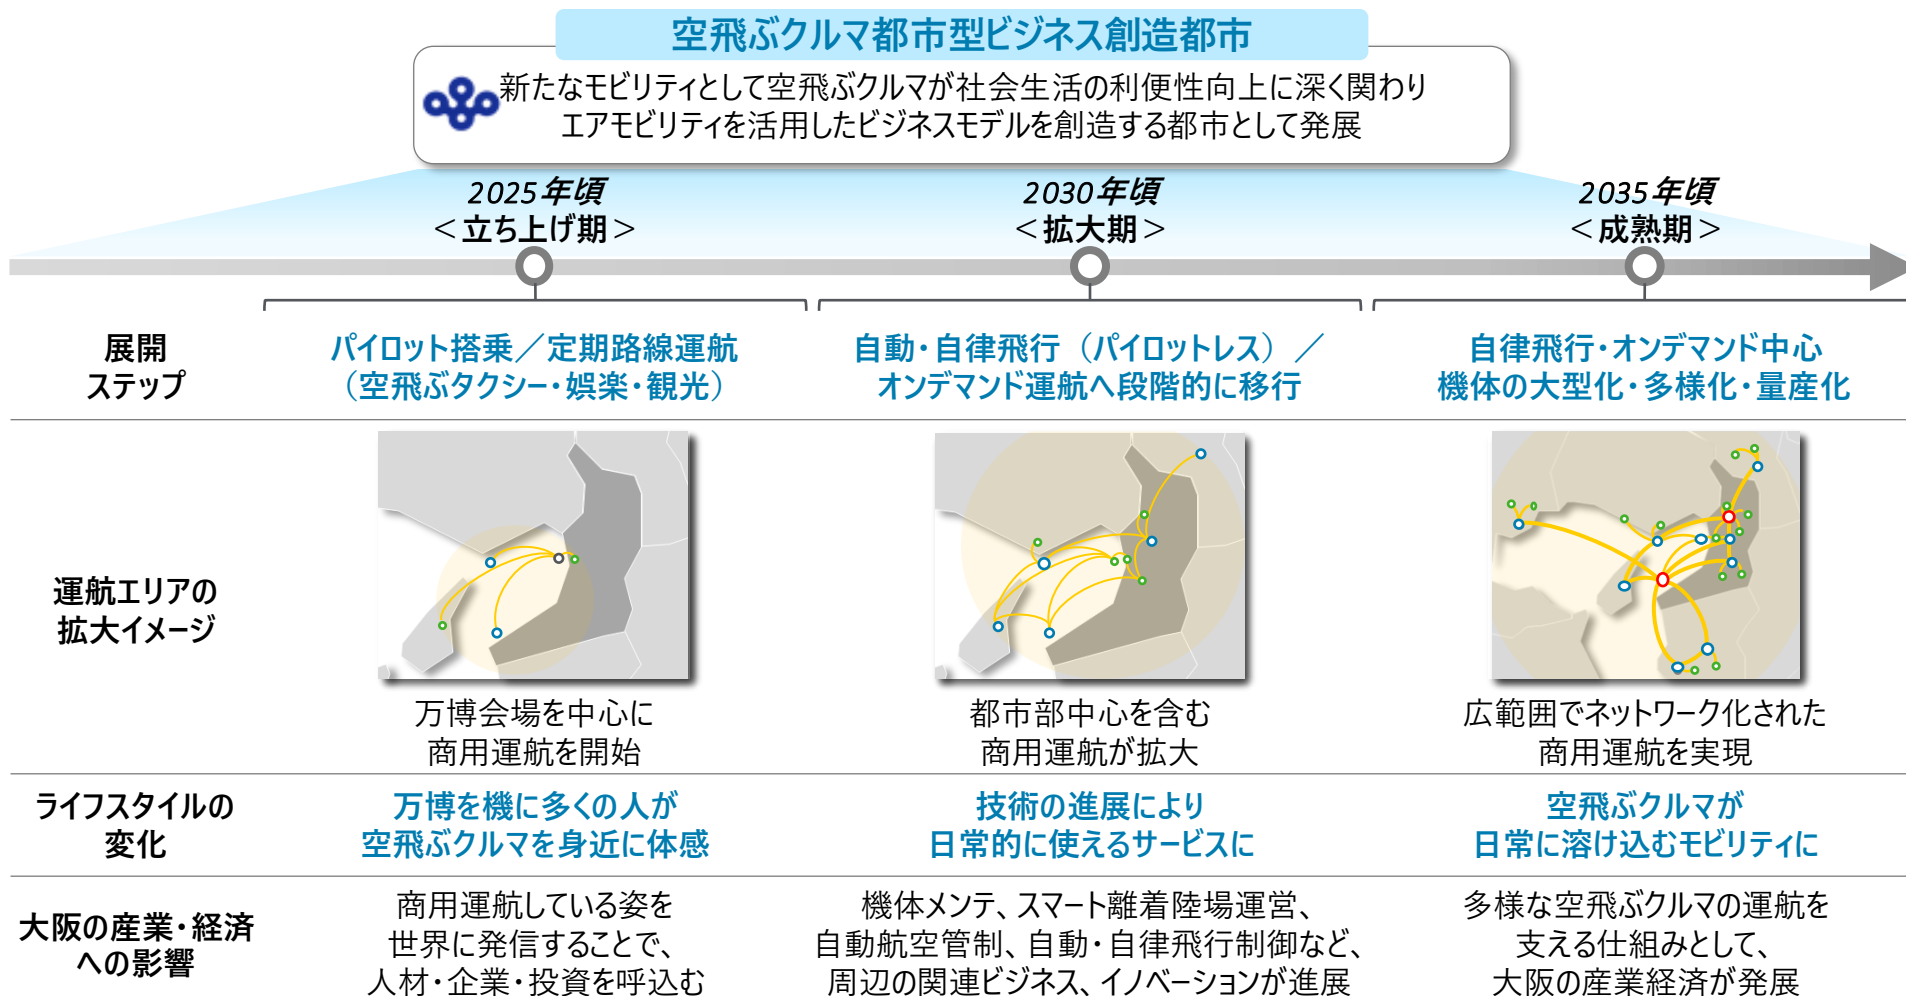 空飛ぶクルマ都市型ビジネス創造都市
新たなモビリティとして空飛ぶクルマが社会生活の利便性向上に深く関わり
エアモビリティを活用したビジネスモデルを創造する都市として発展
2025年頃
＜立ち上げ期＞
2030年頃
＜拡大期＞
2035年頃
＜成熟期＞
展開
ステップ
パイロット搭乗／定期路線運航
（空飛ぶタクシー・娯楽・観光）
自動・自律飛行（パイロットレス）／
オンデマンド運航へ段階的に移行
自律飛行・オンデマンド中心
機体の大型化・多様化・量産化
運航エリアの
拡大イメージ
万博会場を中心に
商用運航を開始
都市部中心を含む
商用運航が拡大
広範囲でネットワーク化された
商用運航を実現
ライフスタイルの
変化
万博を機に多くの人が
空飛ぶクルマを身近に体感
技術の進展により
日常的に使えるサービスに
空飛ぶクルマが
日常に溶け込むモビリティに
大阪の産業・経済
への影響
商用運航している姿を
世界に発信することで、
人材・企業・投資を呼込む
機体メンテ、スマート離着陸場運営、
自動航空管制、自動・自律飛行制御など、
周辺の関連ビジネス、イノベーションが進展
多様な空飛ぶクルマの運航を
支える仕組みとして、
大阪の産業経済が発展